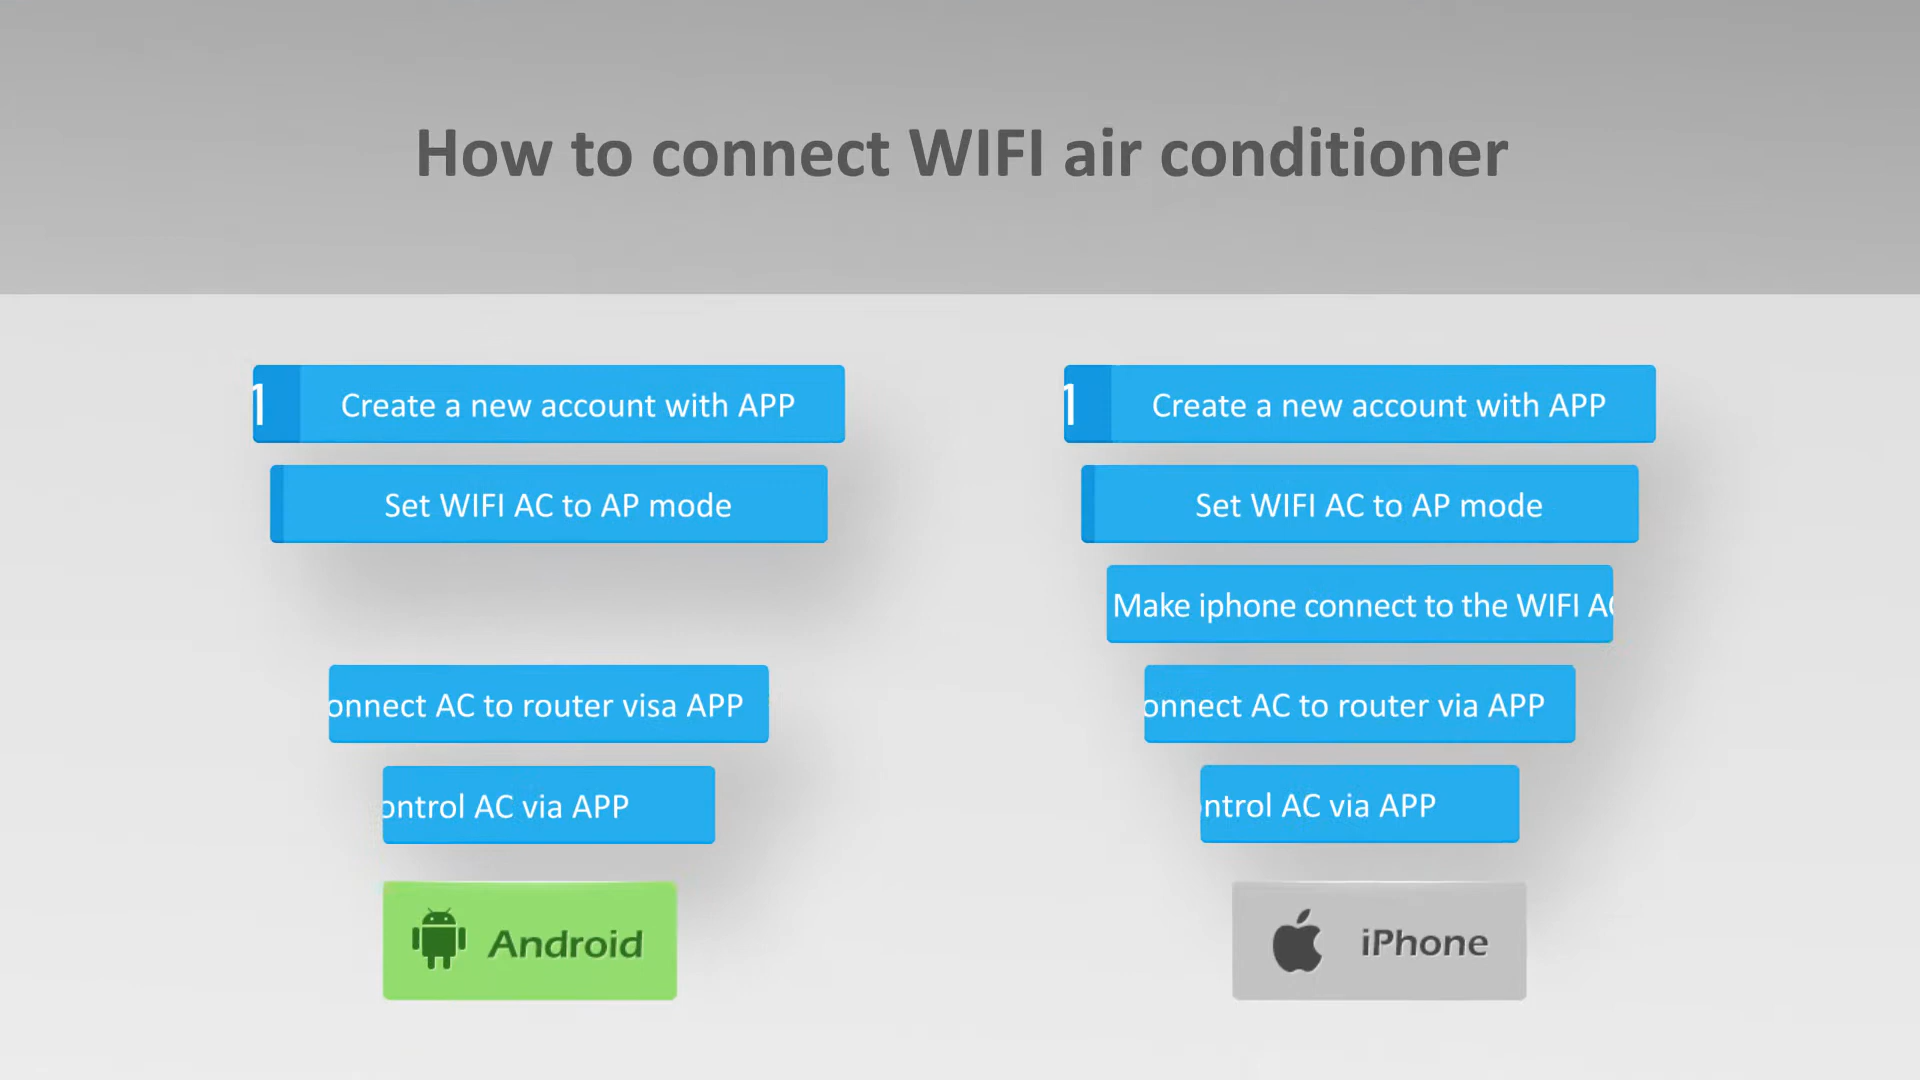 How to connect WIFI air conditioner
1 Create a new account with APP
Set WIFI AC to AP mode
onnect AC to router visa APP
ontrol AC via APP
Android
1 Create a new account with APP
Set WIFI AC to AP mode
Make iphone connect to the WIFI AC
onnect AC to router via APP
ntrol AC via APP
iPhone